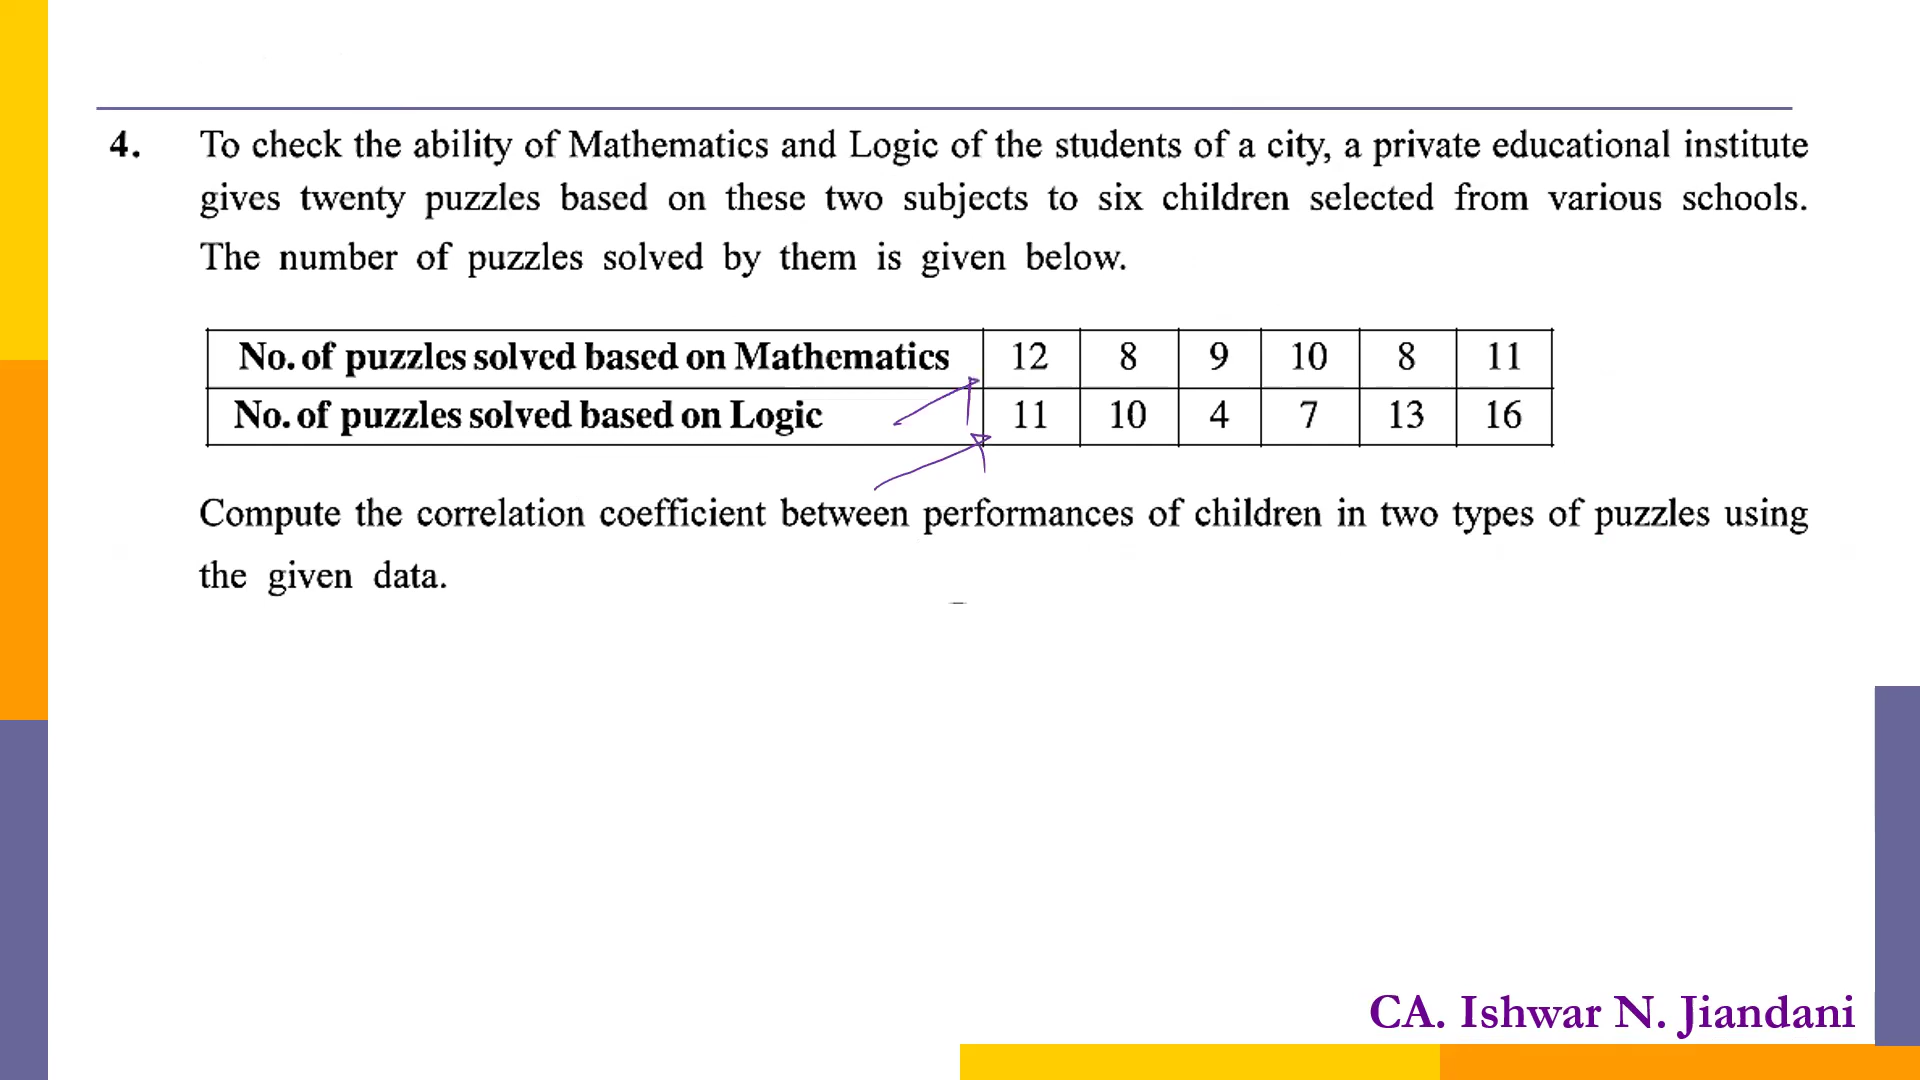 4. To check the ability of Mathematics and Logic of the students of a city, a private educational institute
gives twenty puzzles based on these two subjects to six children selected from various schools.
The number of puzzles solved by them is given below.
No. of puzzles solved based on Mathematics 12 8 9 10 8 11
No. of puzzles solved based on Logic 11 10 4 7 13 16
Compute the correlation coefficient between performances of children in two types of puzzles using
the given data.
CA. Ishwar N. Jiandani